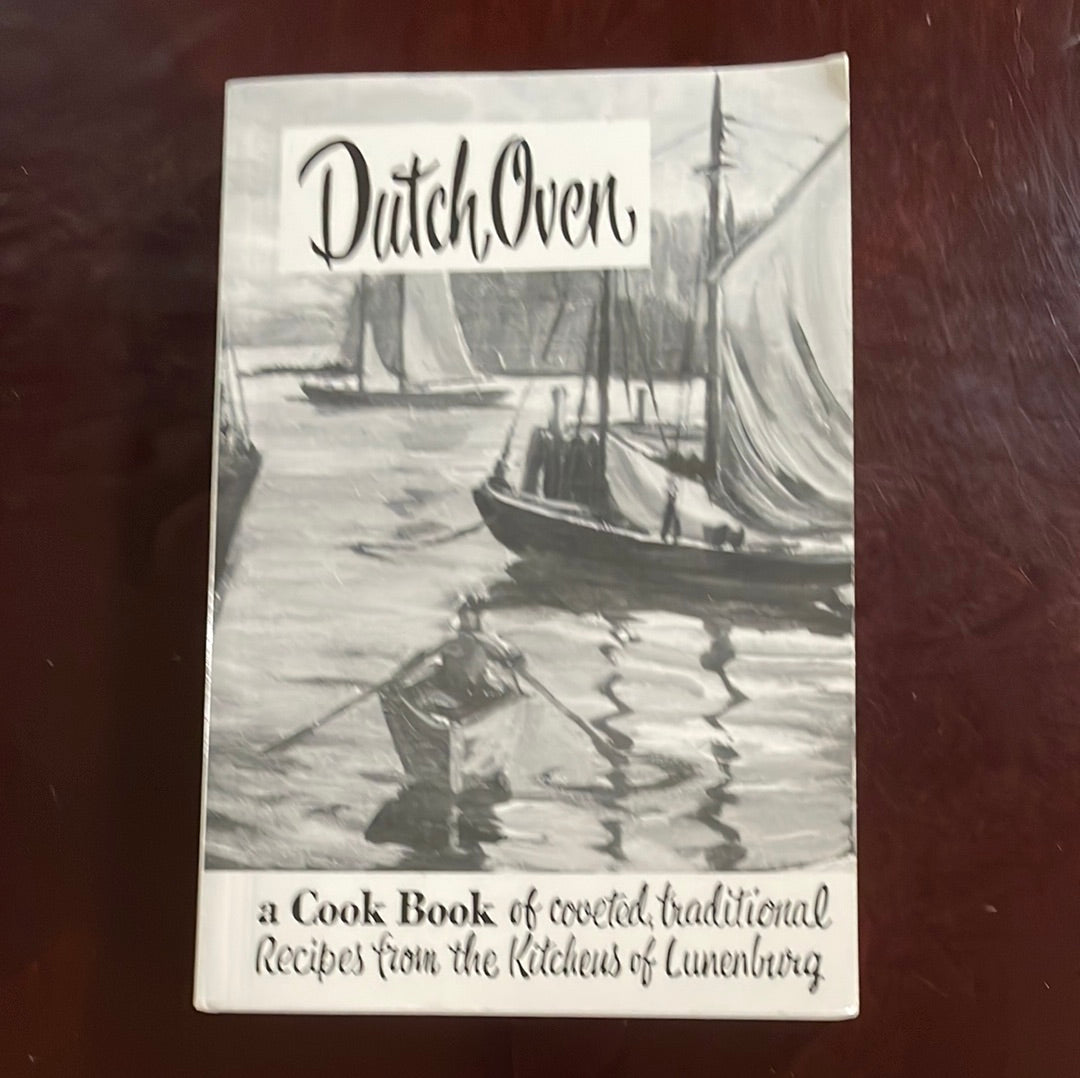 Dutch Oven
a Cook Book of coveted, traditional
Recipes from the Kitchens of Lunenburg